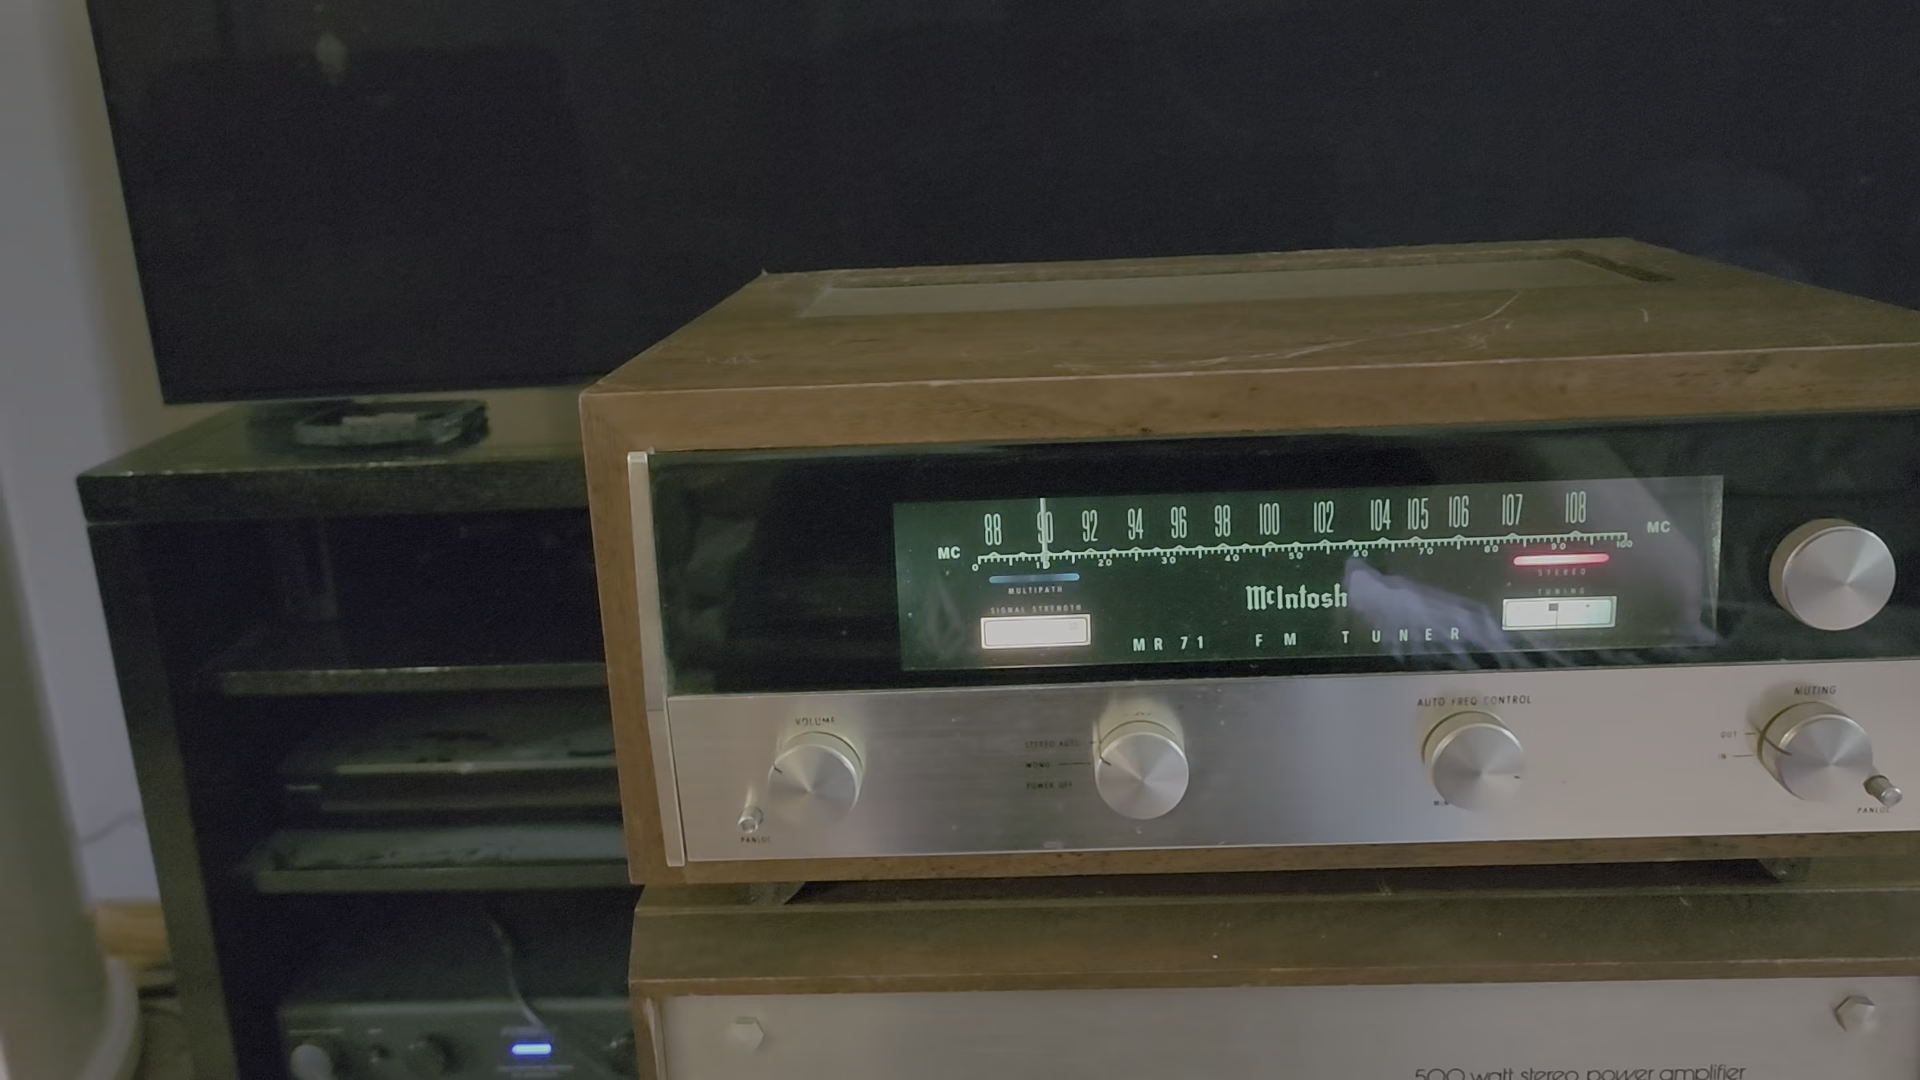 88 90 92 94 96 98 100 102 104 105 106 107 108
MC MC
0 10 20 30 40 50 60 70 80 90 100
MULTIPATH STEREO
SIGNAL STRENGTH TUNING
McIntosh
MR 71 FM TUNER
VOLUME AUTO FREQ CONTROL MUTING
STEREO AUTO OUT
MONO IN
POWER OFF MIN
PANLOC PANLOC
500 watt stereo power amplifier